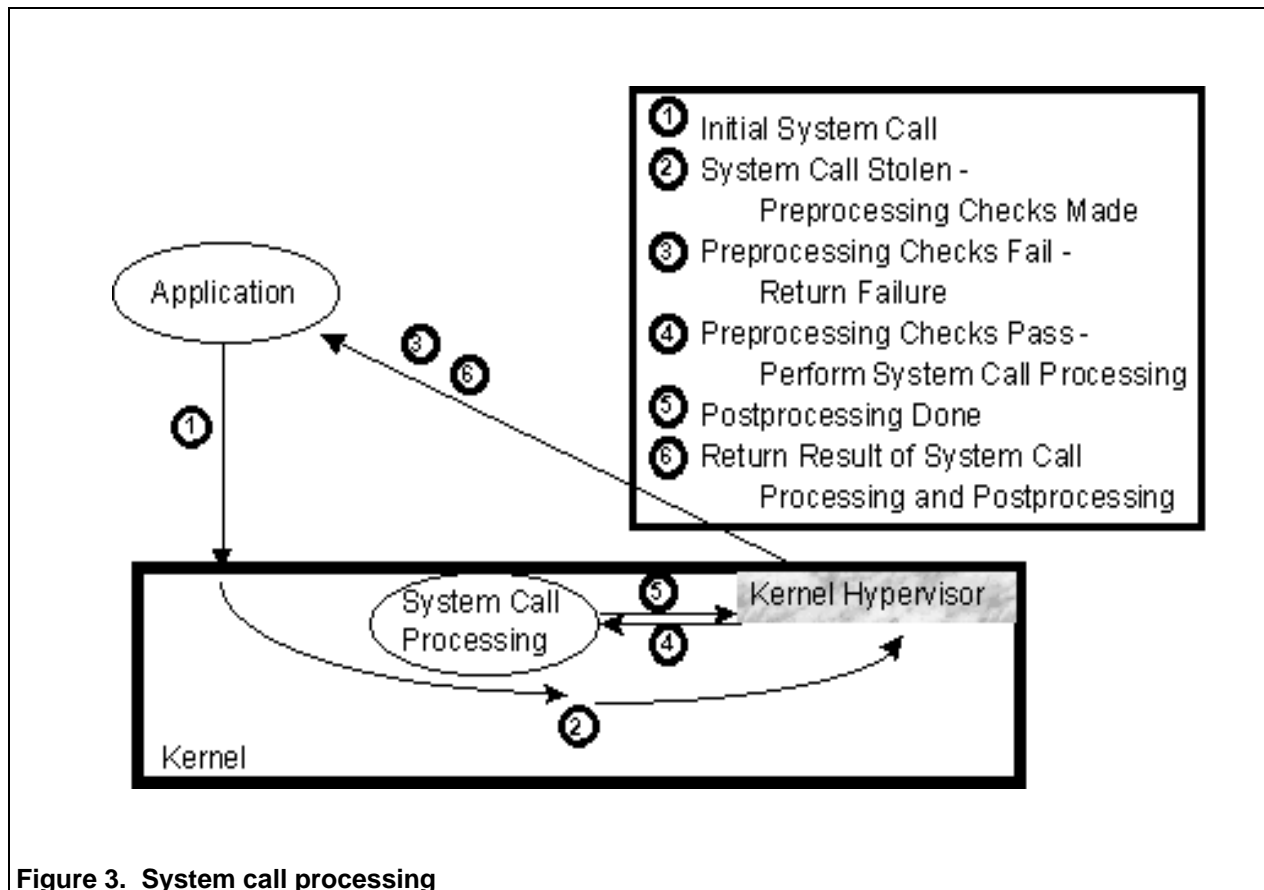 ① Initial System Call
② System Call Stolen -
Preprocessing Checks Made
③ Preprocessing Checks Fail -
Return Failure
④ Preprocessing Checks Pass -
Perform System Call Processing
⑤ Postprocessing Done
⑥ Return Result of System Call
Processing and Postprocessing
Application
③
⑥
①
System Call
Processing
⑤
④
Kernel Hypervisor
②
Kernel
Figure 3. System call processing